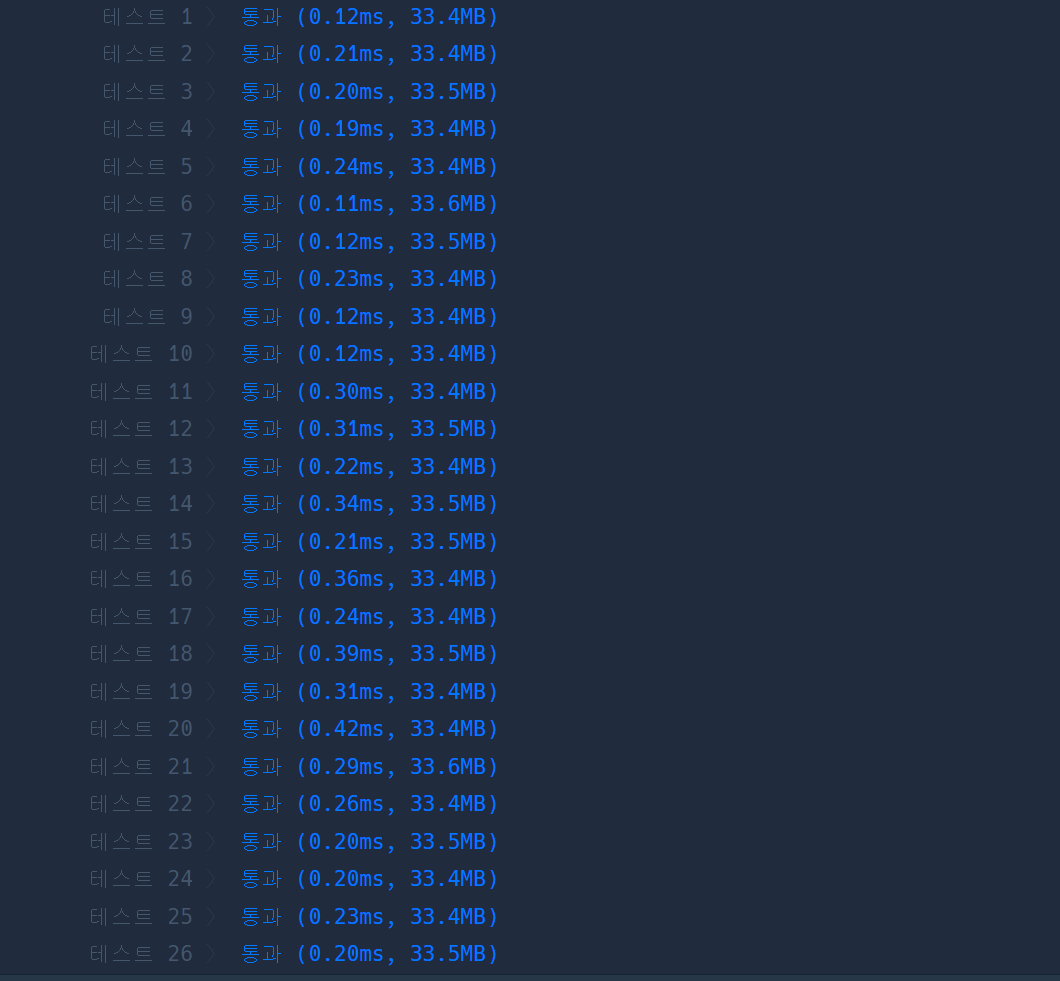 테스트 1 〉 통과 (0.12ms, 33.4MB)
테스트 2 〉 통과 (0.21ms, 33.4MB)
테스트 3 〉 통과 (0.20ms, 33.5MB)
테스트 4 〉 통과 (0.19ms, 33.4MB)
테스트 5 〉 통과 (0.24ms, 33.4MB)
테스트 6 〉 통과 (0.11ms, 33.6MB)
테스트 7 〉 통과 (0.12ms, 33.5MB)
테스트 8 〉 통과 (0.23ms, 33.4MB)
테스트 9 〉 통과 (0.12ms, 33.4MB)
테스트 10 〉 통과 (0.12ms, 33.4MB)
테스트 11 〉 통과 (0.30ms, 33.4MB)
테스트 12 〉 통과 (0.31ms, 33.5MB)
테스트 13 〉 통과 (0.22ms, 33.4MB)
테스트 14 〉 통과 (0.34ms, 33.5MB)
테스트 15 〉 통과 (0.21ms, 33.5MB)
테스트 16 〉 통과 (0.36ms, 33.4MB)
테스트 17 〉 통과 (0.24ms, 33.4MB)
테스트 18 〉 통과 (0.39ms, 33.5MB)
테스트 19 〉 통과 (0.31ms, 33.4MB)
테스트 20 〉 통과 (0.42ms, 33.4MB)
테스트 21 〉 통과 (0.29ms, 33.6MB)
테스트 22 〉 통과 (0.26ms, 33.4MB)
테스트 23 〉 통과 (0.20ms, 33.5MB)
테스트 24 〉 통과 (0.20ms, 33.4MB)
테스트 25 〉 통과 (0.23ms, 33.4MB)
테스트 26 〉 통과 (0.20ms, 33.5MB)